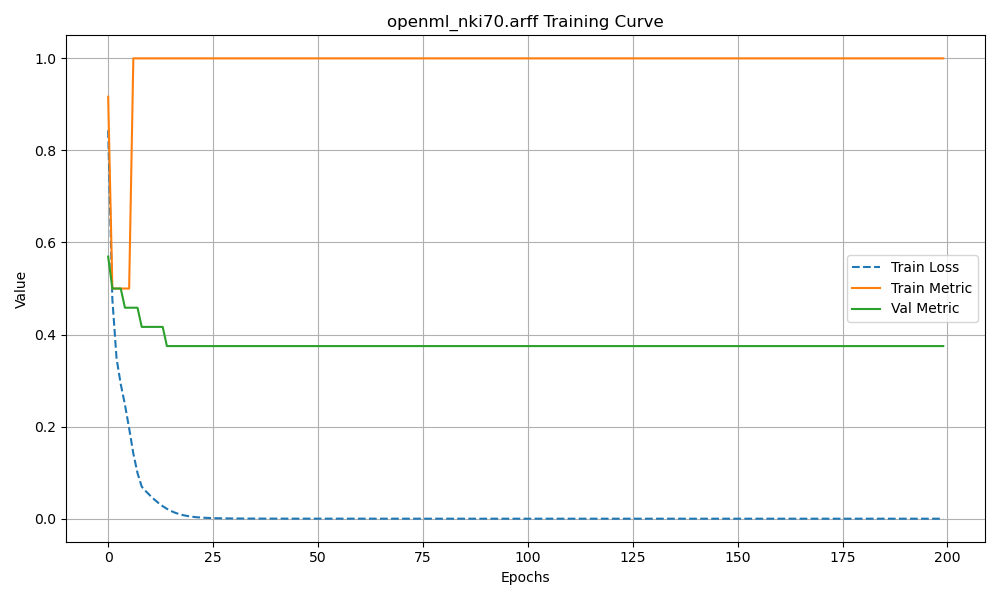 openml_nki70.arff Training Curve
1.0
0.8
0.6
0.4
0.2
0.0
Value
Train Loss
Train Metric
Val Metric
0 25 50 75 100 125 150 175 200
Epochs